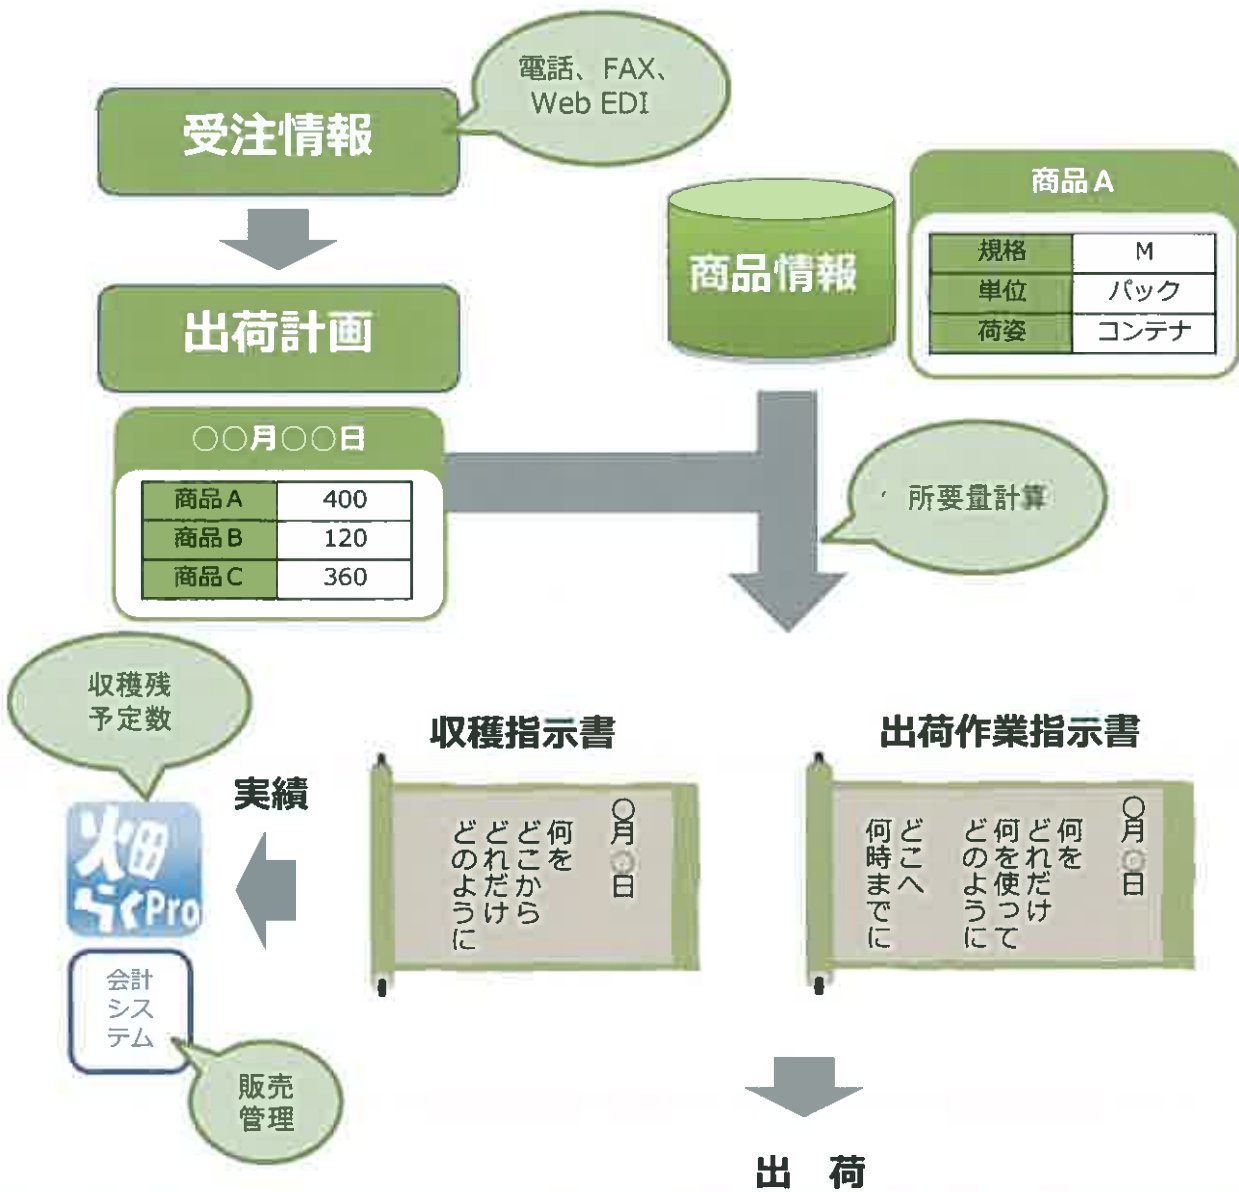 電話、FAX、
Web EDI
受注情報
商品A
商品情報
規格 M
単位 パック
荷姿 コンテナ
出荷計画
○○月○○日
商品A 400
商品B 120
商品C 360
所要量計算
収穫残
予定数
収穫指示書
出荷作業指示書
実績
○月◎日
何を
どこから
どれだけ
どのように
○月◎日
何を
どれだけ
何を使って
どのように
どこへ
何時までに
畑
らくPro
会計
シス
テム
販売
管理
出 荷